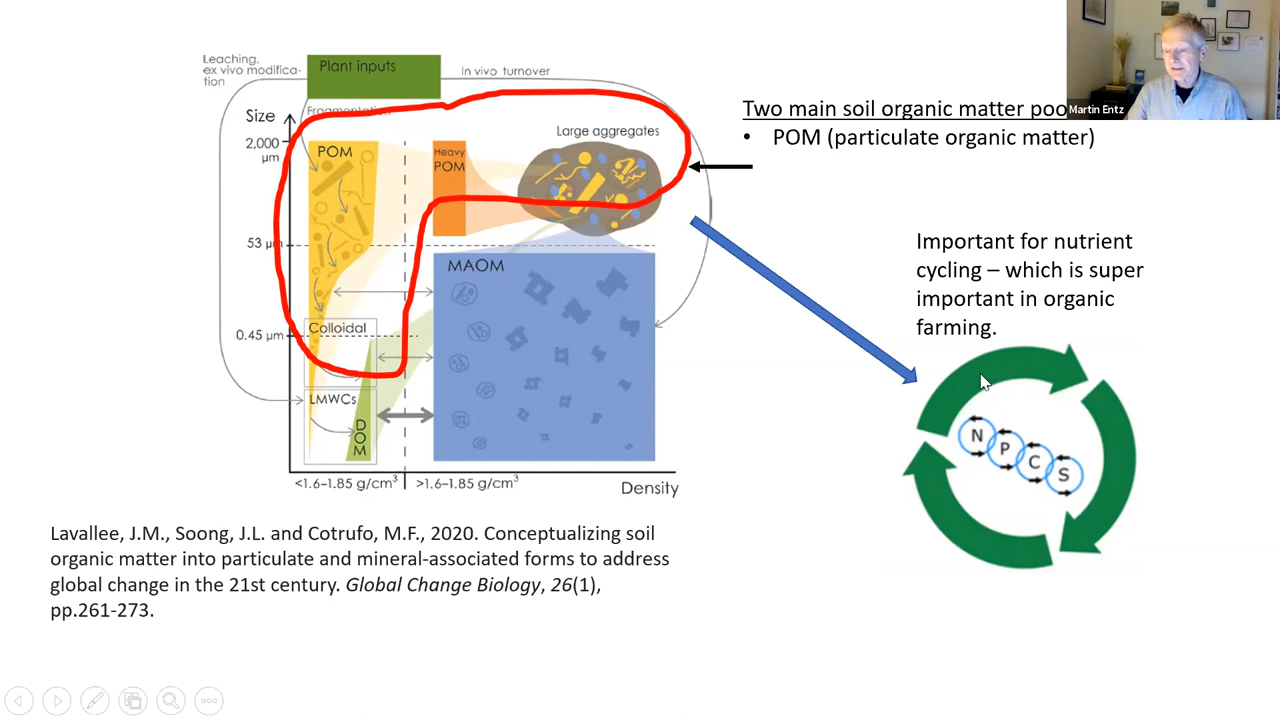 Leaching,
ex vivo modifica-
tion
Plant inputs
In vivo turnover
Fragmentation
Size
2,000
µm
53 µm
0.45 µm
POM
Heavy
POM
Large aggregates
MAOM
Colloidal
LMWCs
DOM
<1.6–1.85 g/cm³
>1.6–1.85 g/cm³
Density
Martin Entz
Two main soil organic matter
• POM (particulate organic matter)
Important for nutrient
cycling – which is super
important in organic
farming.
N
P
C
S
Lavallee, J.M., Soong, J.L. and Cotrufo, M.F., 2020. Conceptualizing soil
organic matter into particulate and mineral-associated forms to address
global change in the 21st century. Global Change Biology, 26(1),
pp.261-273.